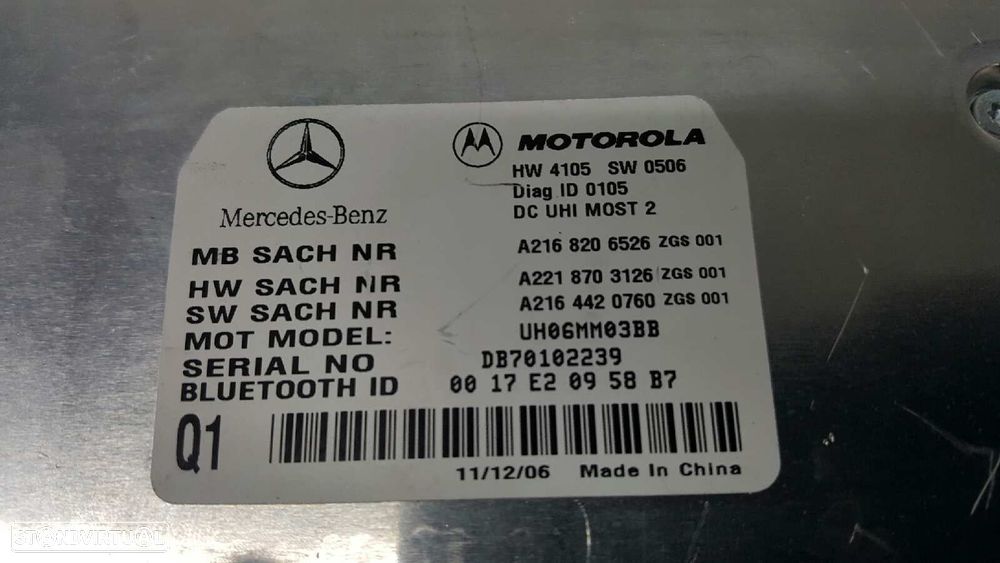 MOTOROLA
HW 4105 SW 0506
Diag ID 0105
DC UHI MOST 2
Mercedes-Benz
MB SACH NR A216 820 6526 ZGS 001
HW SACH NR A221 870 3126 ZGS 001
SW SACH NR A216 442 0760 ZGS 001
MOT MODEL: UH06MM03BB
SERIAL NO DB70102239
BLUETOOTH ID 00 17 E2 09 58 B7
Q1
11/12/06 Made In China
STANDVIRTUAL